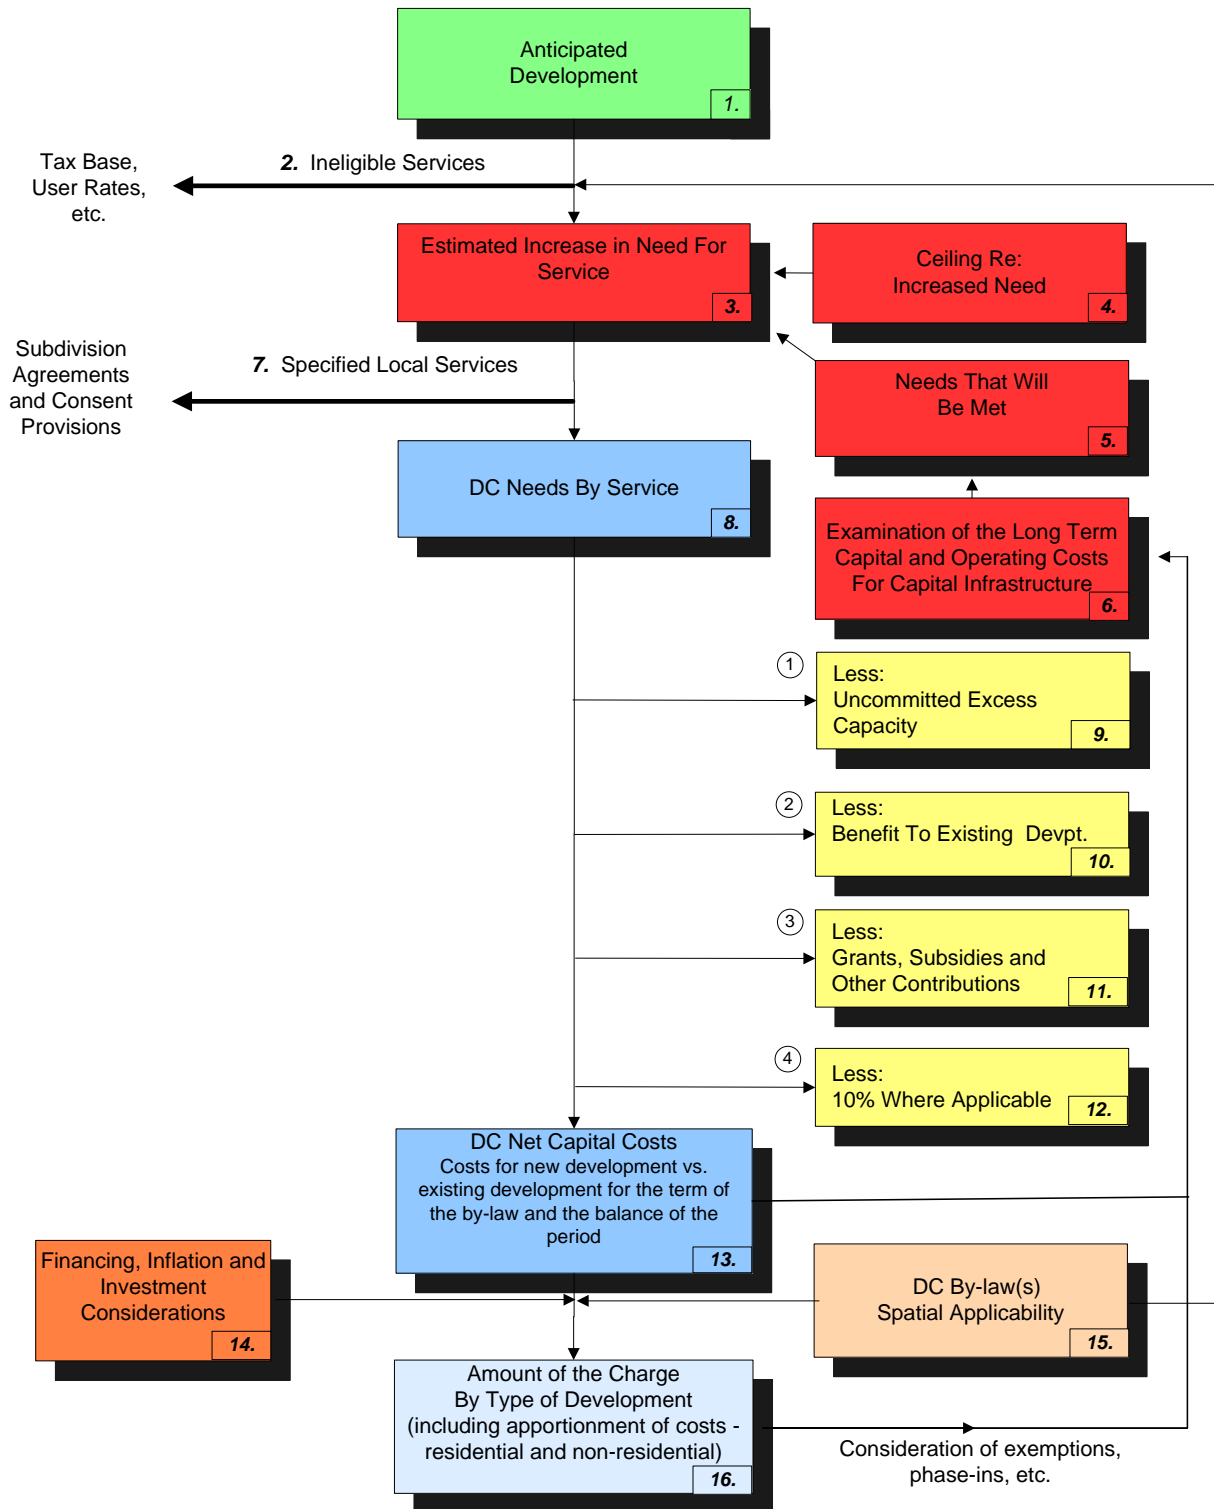 Anticipated
Development
1.
Tax Base,
User Rates,
etc.
2. Ineligible Services
Estimated Increase in Need For
Service
3.
Ceiling Re:
Increased Need
4.
Subdivision
Agreements
and Consent
Provisions
7. Specified Local Services
Needs That Will
Be Met
5.
DC Needs By Service
8.
Examination of the Long Term
Capital and Operating Costs
For Capital Infrastructure
6.
1
Less:
Uncommitted Excess
Capacity
9.
2
Less:
Benefit To Existing Devpt.
10.
3
Less:
Grants, Subsidies and
Other Contributions
11.
4
Less:
10% Where Applicable
12.
DC Net Capital Costs
Costs for new development vs.
existing development for the term of
the by-law and the balance of the
period
13.
Financing, Inflation and
Investment
Considerations
14.
DC By-law(s)
Spatial Applicability
15.
Amount of the Charge
By Type of Development
(including apportionment of costs -
residential and non-residential)
16.
Consideration of exemptions,
phase-ins, etc.